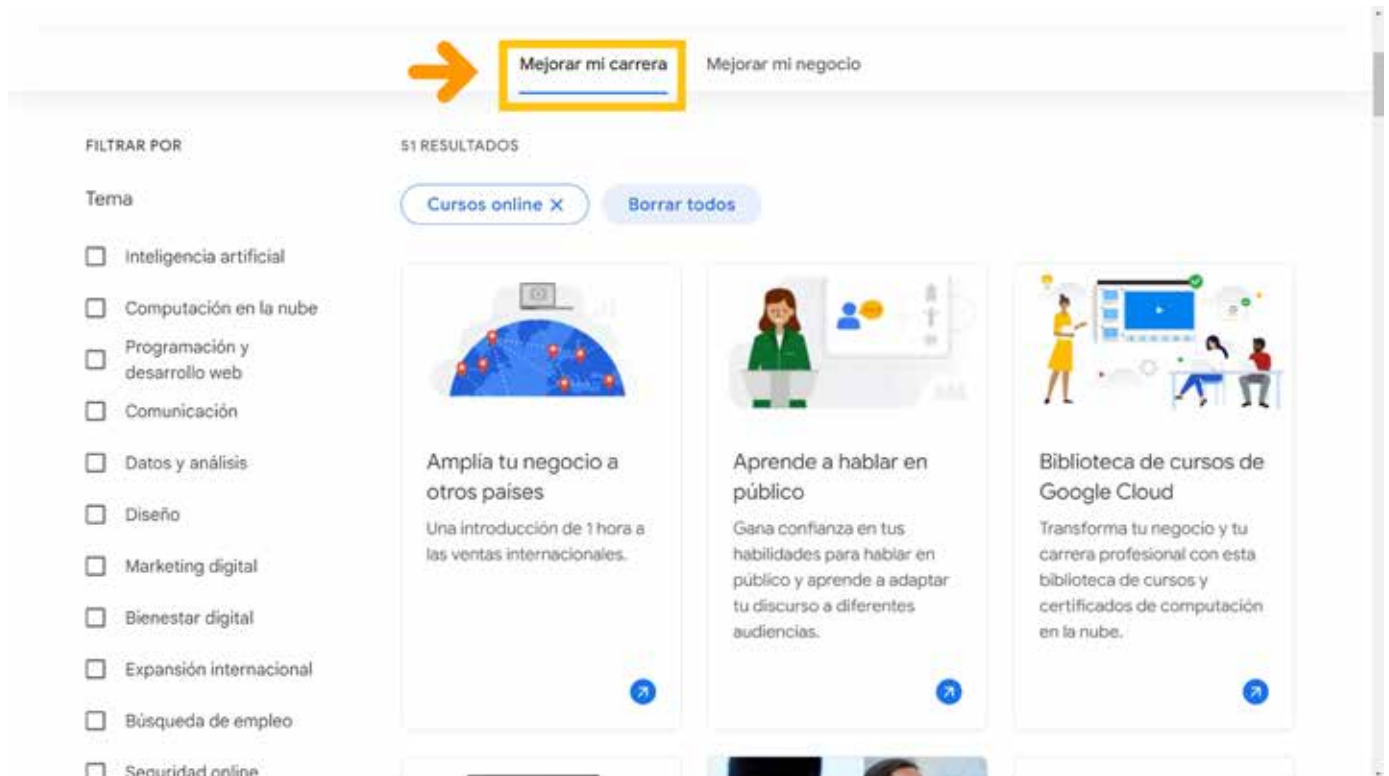 Mejorar mi carrera
Mejorar mi negocio
FILTRAR POR
Tema
Inteligencia artificial
Computación en la nube
Programación y
desarrollo web
Comunicación
Datos y análisis
Diseño
Marketing digital
Bienestar digital
Expansión internacional
Búsqueda de empleo
Seguridad online
51 RESULTADOS
Cursos online ×
Borrar todos
Amplía tu negocio a
otros países
Una introducción de 1 hora a
las ventas internacionales.
Aprende a hablar en
público
Gana confianza en tus
habilidades para hablar en
público y aprende a adaptar
tu discurso a diferentes
audiencias.
Biblioteca de cursos de
Google Cloud
Transforma tu negocio y tu
carrera profesional con esta
biblioteca de cursos y
certificados de computación
en la nube.